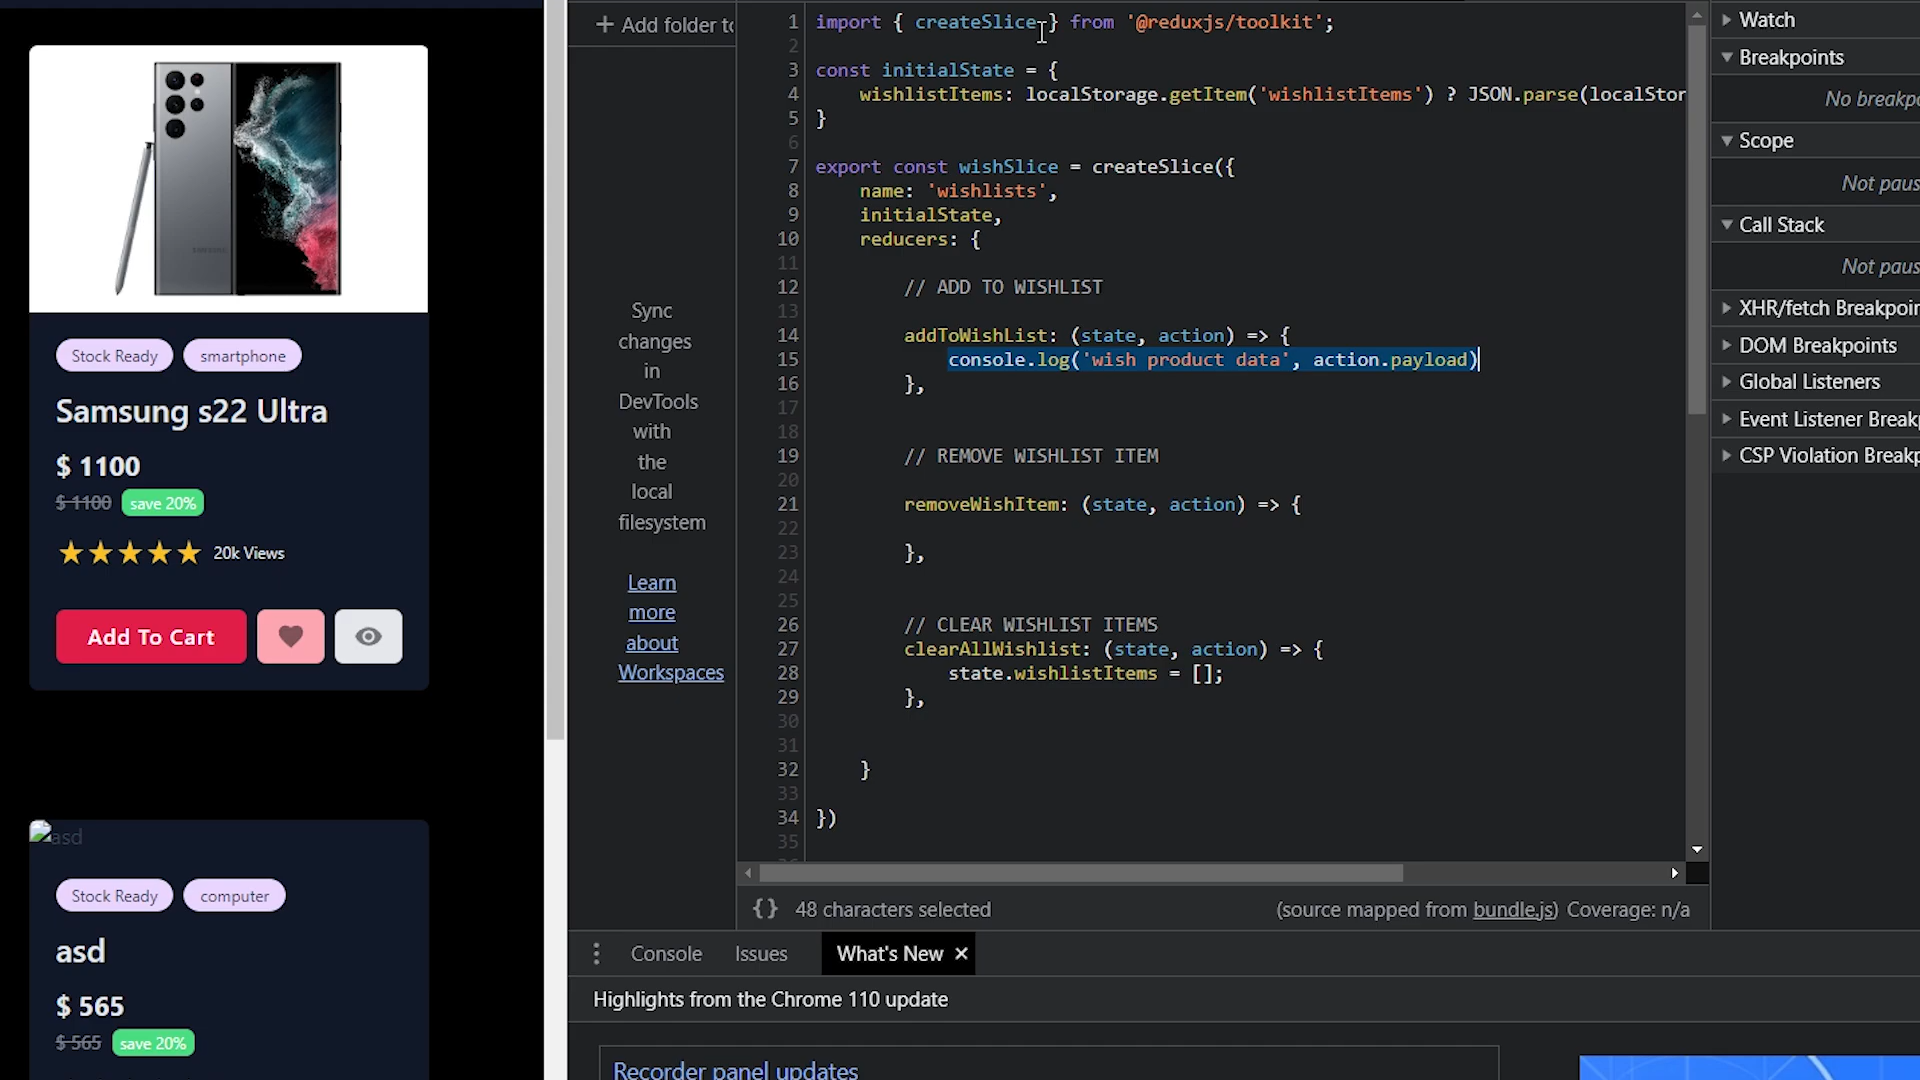 Stock Ready
smartphone
Samsung s22 Ultra
$ 1100
$ 1100
save 20%
20k Views
Add To Cart
asd
Stock Ready
computer
asd
$ 565
$ 565
save 20%
+ Add folder to
Sync
changes
in
DevTools
with
the
local
filesystem
Learn
more
about
Workspaces
1 import { createSlice } from '@reduxjs/toolkit';
2
3 const initialState = {
4 wishlistItems: localStorage.getItem('wishlistItems') ? JSON.parse(localStor
5 }
6
7 export const wishSlice = createSlice({
8 name: 'wishlists',
9 initialState,
10 reducers: {
11
12 // ADD TO WISHLIST
13
14 addToWishList: (state, action) => {
15 console.log('wish product data', action.payload)
16 },
17
18
19 // REMOVE WISHLIST ITEM
20
21 removeWishItem: (state, action) => {
22
23 },
24
25
26 // CLEAR WISHLIST ITEMS
27 clearAllWishlist: (state, action) => {
28 state.wishlistItems = [];
29 },
30
31
32 }
33
34 })
35
{ } 48 characters selected
(source mapped from bundle.js) Coverage: n/a
Watch
Breakpoints
No breakpo
Scope
Not paus
Call Stack
Not paus
XHR/fetch Breakpoin
DOM Breakpoints
Global Listeners
Event Listener Breakp
CSP Violation Breakp
Console
Issues
What's New ×
Highlights from the Chrome 110 update
Recorder panel updates